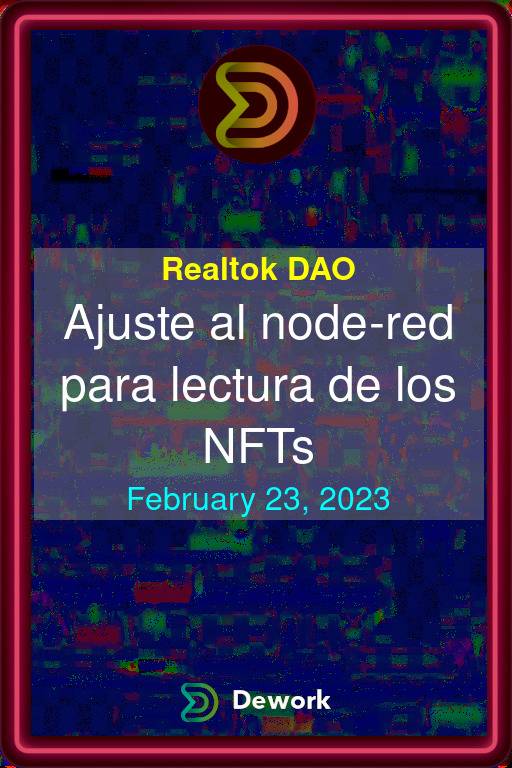 Realtok DAO
Ajuste al node-red
para lectura de los
NFTs
February 23, 2023
Dework